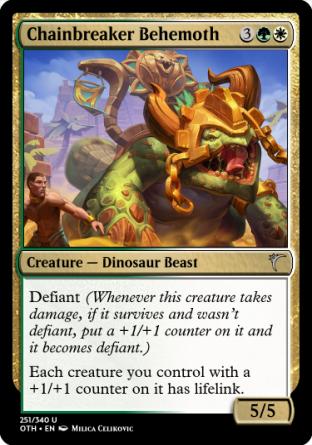 Chainbreaker Behemoth 3
Creature — Dinosaur Beast
Defiant (Whenever this creature takes
damage, if it survives and wasn't
defiant, put a +1/+1 counter on it and
it becomes defiant.)
Each creature you control with a
+1/+1 counter on it has lifelink.
5/5
251/340 U
OTH • EN Milica Celikovic